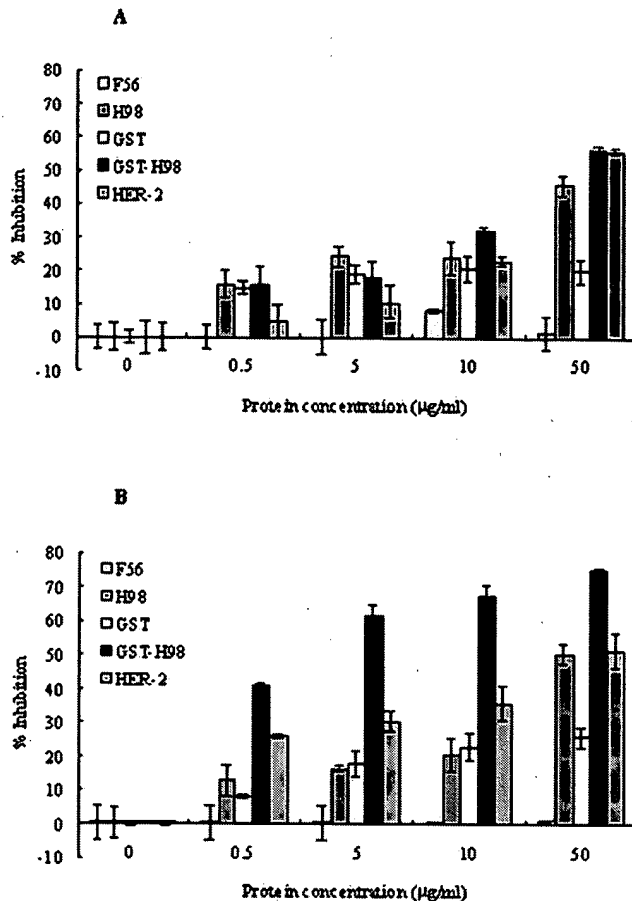 A
80
70
60
50
40
30
20
10
0
-10
% Inhibition
F56
H98
GST
GST-H98
HER-2
0 0.5 5 10 50
Protein concentration (µg/ml)
B
80
70
60
50
40
30
20
10
0
-10
% Inhibition
F56
H98
GST
GST-H98
HER-2
0 0.5 5 10 50
Protein concentration (µg/ml)